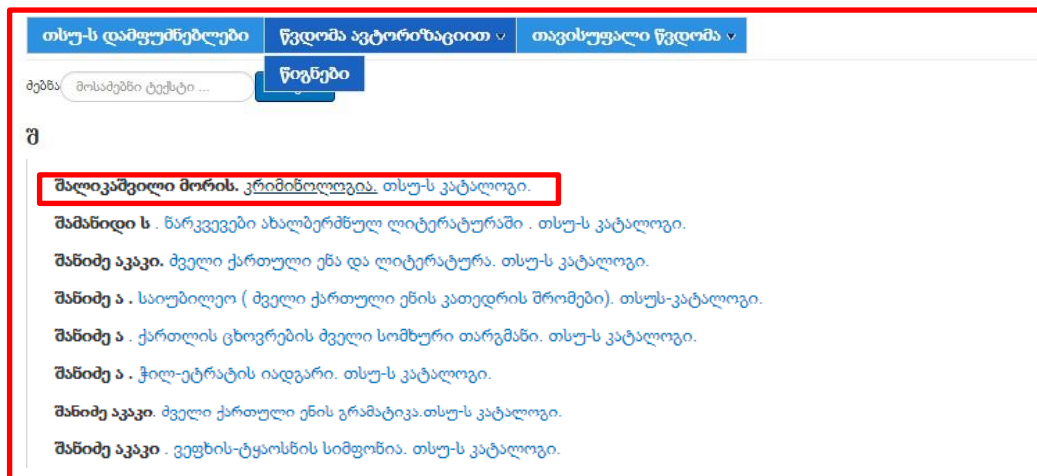 თსუ-ს დამფუძნებლები წვდომა ავტორიზაციით თავისუფალი წვდომა
წიგნები
ძებნა მოსაძებნი ტექსტი ...
შ
შალიკაშვილი მორის. კრიმინოლოგია. თსუ-ს კატალოგი.
შამანიდი ს . ნარკვევები ახალბერძნულ ლიტერატურაში . თსუ-ს კატალოგი.
შანიძე აკაკი. ძველი ქართული ენა და ლიტერატურა. თსუ-ს კატალოგი.
შანიძე ა . საიუბილეო ( ძველი ქართული ენის კათედრის შრომები). თსუს-კატალოგი.
შანიძე ა . ქართლის ცხოვრების ძველი სომხური თარგმანი. თსუ-ს კატალოგი.
შანიძე ა . ჭილ-ეტრატის იადგარი. თსუ-ს კატალოგი.
შანიძე აკაკი. ძველი ქართული ენის გრამატიკა.თსუ-ს კატალოგი.
შანიძე აკაკი . ვეფხის-ტყაოსნის სიმფონია. თსუ-ს კატალოგი.